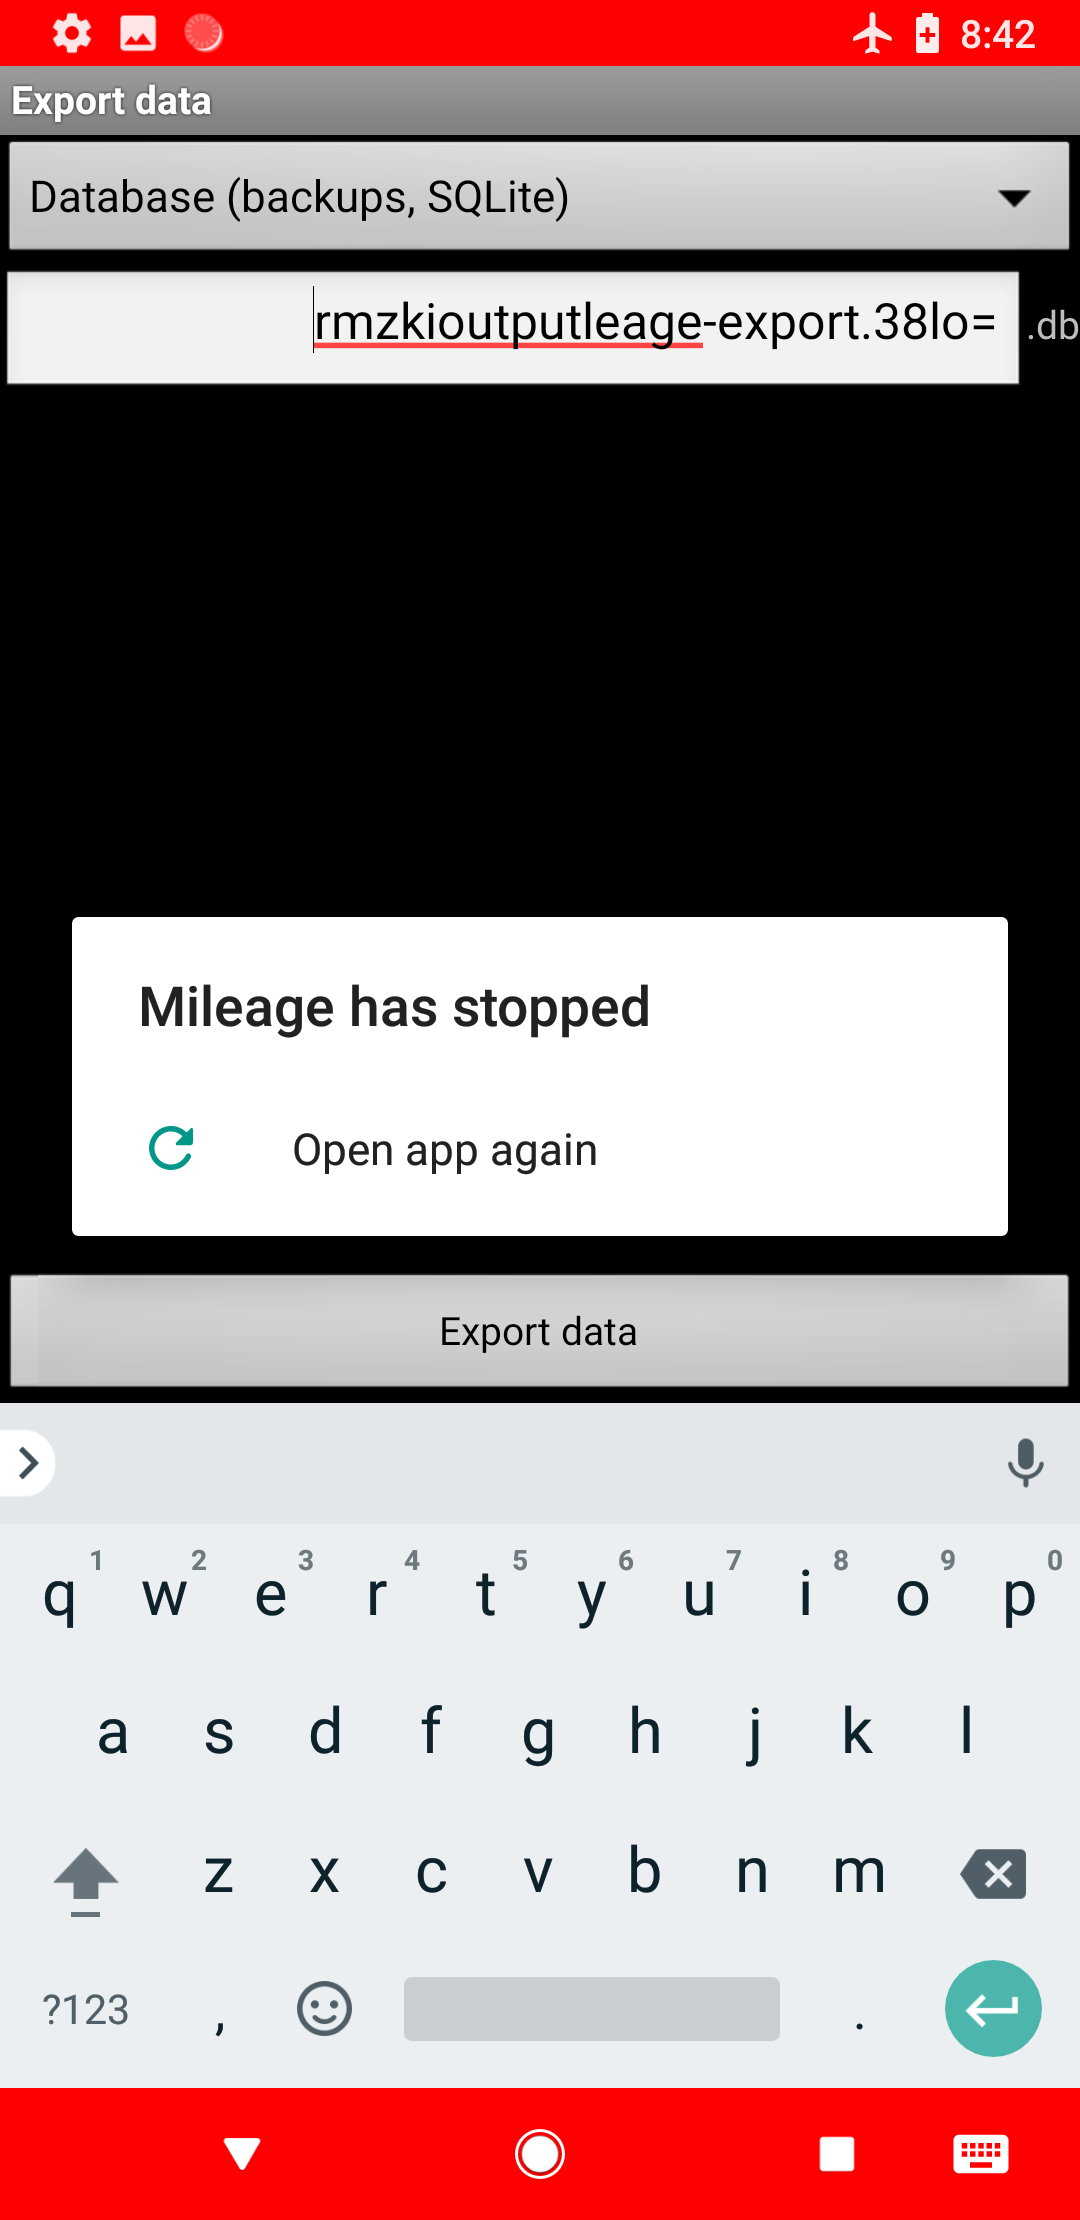 8:42
Export data
Database (backups, SQLite)
rmzkioutputleage-export.38lo= .db
Mileage has stopped
Open app again
Export data
1 2 3 4 5 6 7 8 9 0
q w e r t y u i o p
a s d f g h j k l
z x c v b n m
?123 , .